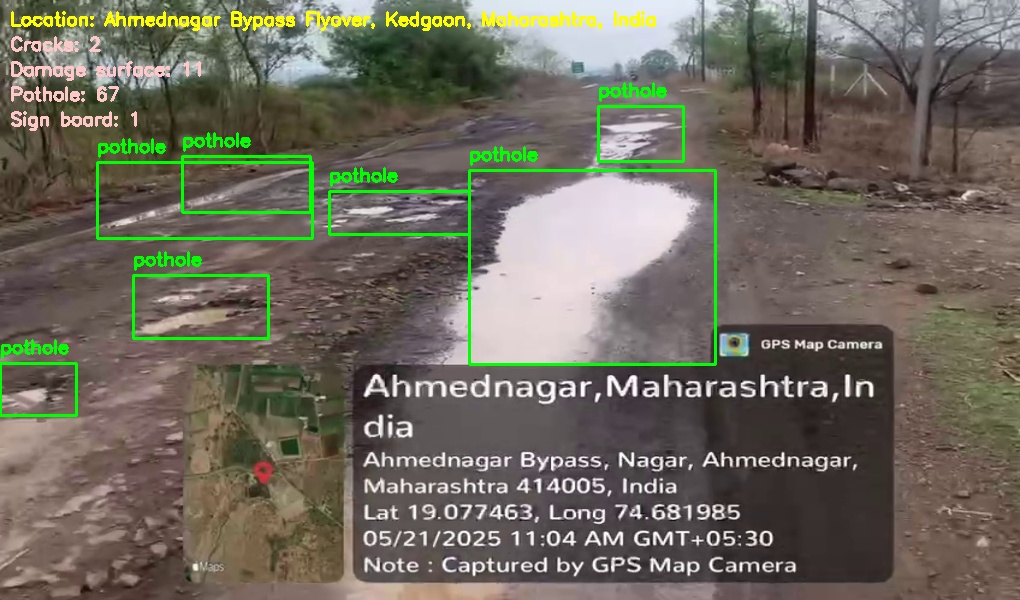 Location: Ahmednagar Bypass Flyover, Kedgaon, Maharashtra, India
Cracks: 2
Damage surface: 11
Pothole: 67
Sign board: 1
pothole
pothole
pothole
pothole
pothole
pothole
pothole
GPS Map Camera
Ahmednagar,Maharashtra,In
dia
Ahmednagar Bypass, Nagar, Ahmednagar,
Maharashtra 414005, India
Lat 19.077463, Long 74.681985
05/21/2025 11:04 AM GMT+05:30
Note : Captured by GPS Map Camera
Maps